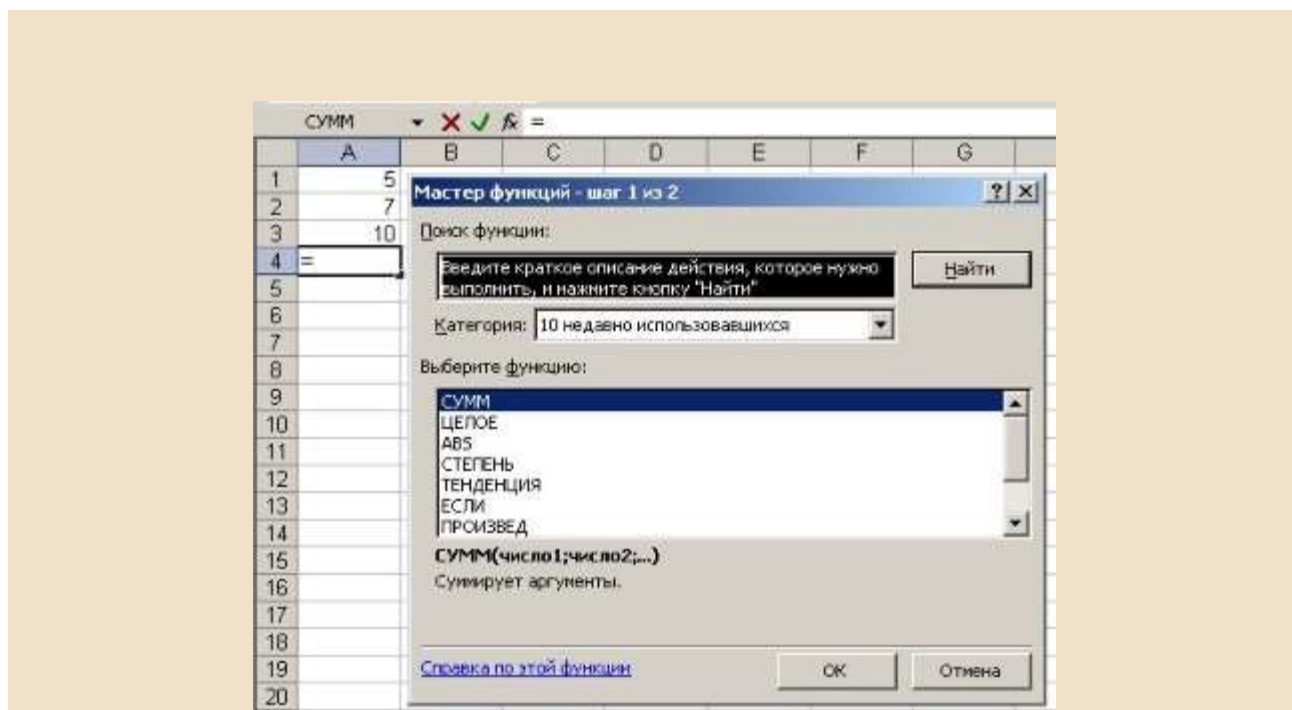 СУММ =
A B C D E F G
1 5
2 7
3 10
4 =
5
6
7
8
9
10
11
12
13
14
15
16
17
18
19
20
Мастер функций - шаг 1 из 2
Поиск функции:
Введите краткое описание действия, которое нужно
выполнить, и нажмите кнопку "Найти"
Найти
Категория: 10 недавно использовавшихся
Выберите функцию:
СУММ
ЦЕЛОЕ
ABS
СТЕПЕНЬ
ТЕНДЕНЦИЯ
ЕСЛИ
ПРОИЗВЕД
СУММ(число1;число2;...)
Суммирует аргументы.
Справка по этой функции
ОК
Отмена